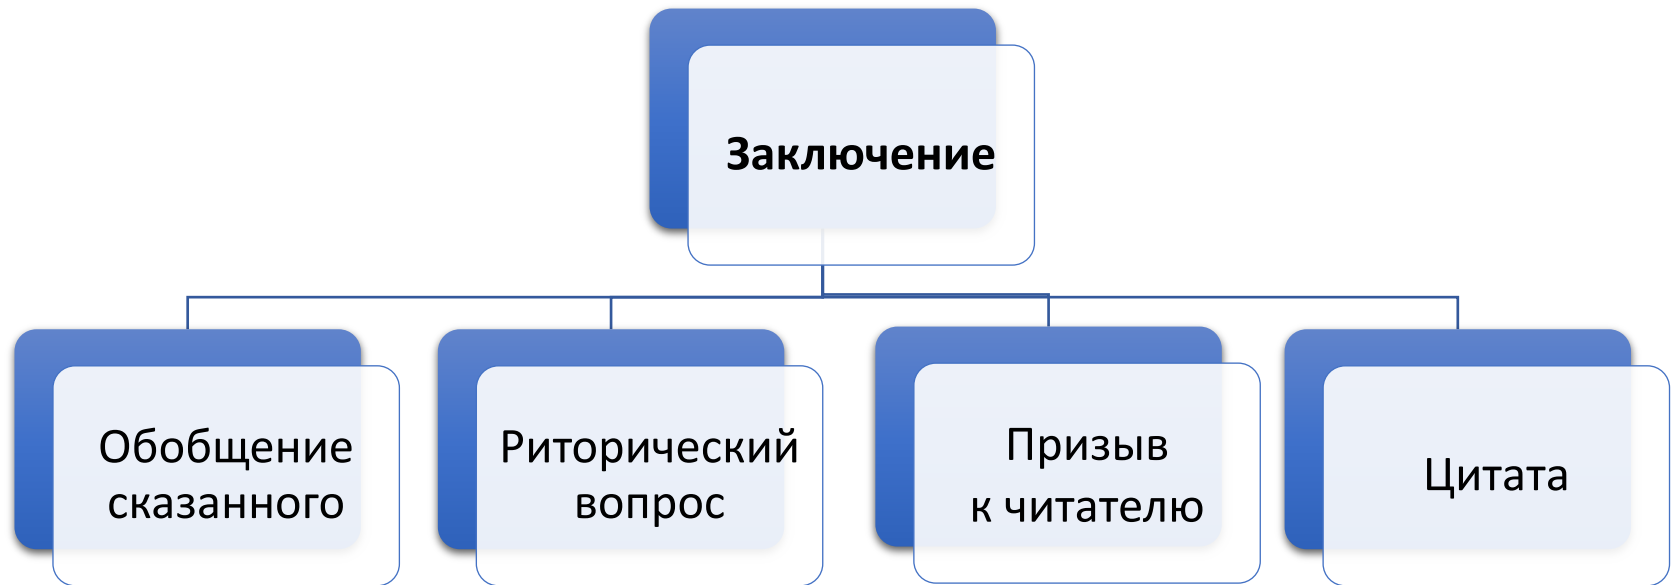 Заключение
Обобщение
сказанного
Риторический
вопрос
Призыв
к читателю
Цитата